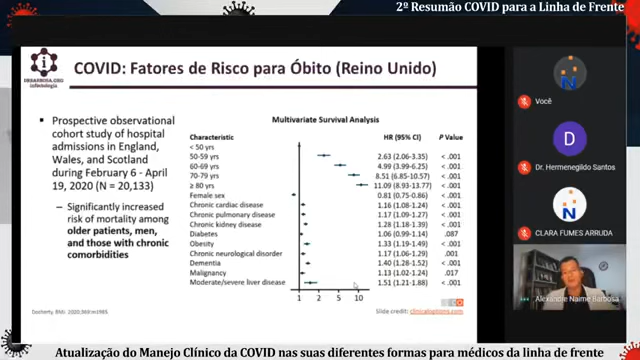 2º Resumão COVID para a Linha de Frente
DRBARBOSA.ORG
infectologia
COVID: Fatores de Risco para Óbito (Reino Unido)
Prospective observational
cohort study of hospital
admissions in England,
Wales, and Scotland
during February 6 - April
19, 2020 (N = 20,133)
– Significantly increased
risk of mortality among
older patients, men,
and those with chronic
comorbidities
Multivariate Survival Analysis
Characteristic HR (95% CI) P Value
< 50 yrs
50-59 yrs 2.63 (2.06-3.35) < .001
60-69 yrs 4.99 (3.99-6.25) < .001
70-79 yrs 8.51 (6.85-10.57) < .001
≥ 80 yrs 11.09 (8.93-13.77) < .001
Female sex 0.81 (0.75-0.86) < .001
Chronic cardiac disease 1.16 (1.08-1.24) < .001
Chronic pulmonary disease 1.17 (1.09-1.27) < .001
Chronic kidney disease 1.28 (1.18-1.39) < .001
Diabetes 1.06 (0.99-1.14) .087
Obesity 1.33 (1.19-1.49) < .001
Chronic neurological disorder 1.17 (1.06-1.29) .001
Dementia 1.40 (1.28-1.52) < .001
Malignancy 1.13 (1.02-1.24) .017
Moderate/severe liver disease 1.51 (1.21-1.88) < .001
1 2 5 10
Docherty. BMJ. 2020;369:m1985.
Slide credit: clinicaloptions.com
Você
D
Dr. Hermenegildo Santos
N
CLARA FUMES ARRUDA
Alexandre Naime Barbosa
Atualização do Manejo Clínico da COVID nas suas diferentes formas para médicos da linha de frente